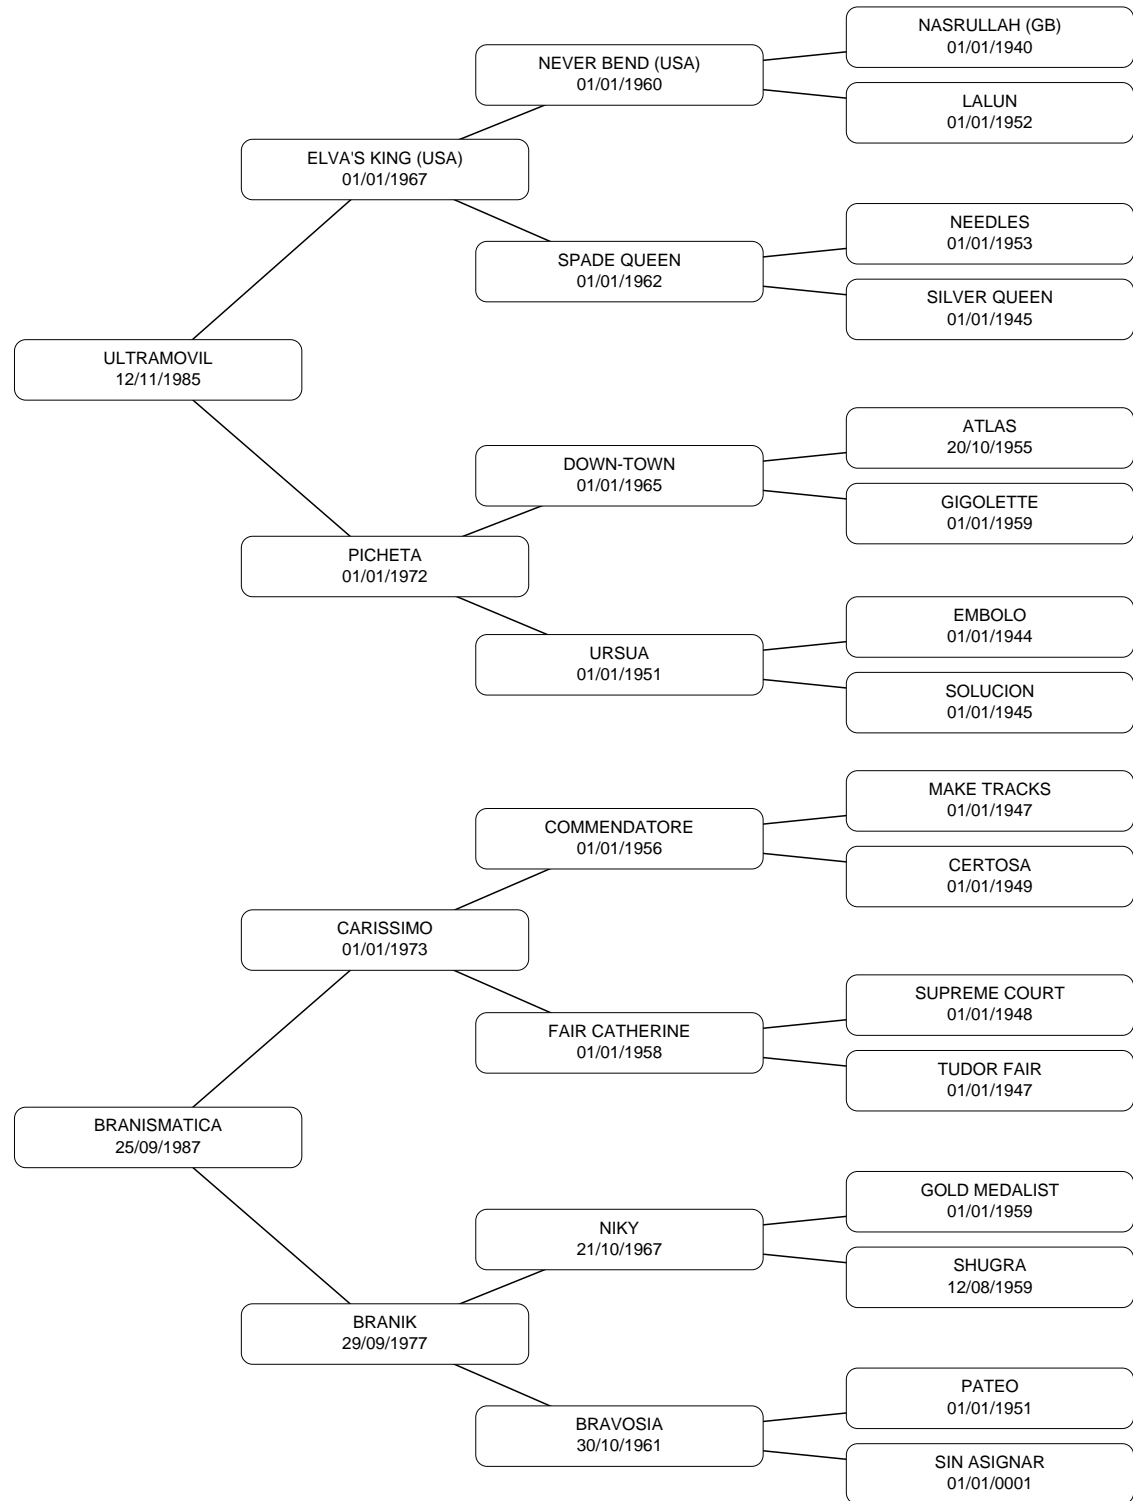 NASRULLAH (GB)
01/01/1940
NEVER BEND (USA)
01/01/1960
LALUN
01/01/1952
ELVA'S KING (USA)
01/01/1967
NEEDLES
01/01/1953
SPADE QUEEN
01/01/1962
SILVER QUEEN
01/01/1945
ULTRAMOVIL
12/11/1985
ATLAS
20/10/1955
DOWN-TOWN
01/01/1965
GIGOLETTE
01/01/1959
PICHETA
01/01/1972
EMBOLO
01/01/1944
URSUA
01/01/1951
SOLUCION
01/01/1945
MAKE TRACKS
01/01/1947
COMMENDATORE
01/01/1956
CERTOSA
01/01/1949
CARISSIMO
01/01/1973
SUPREME COURT
01/01/1948
FAIR CATHERINE
01/01/1958
TUDOR FAIR
01/01/1947
BRANISMATICA
25/09/1987
GOLD MEDALIST
01/01/1959
NIKY
21/10/1967
SHUGRA
12/08/1959
BRANIK
29/09/1977
PATEO
01/01/1951
BRAVOSIA
30/10/1961
SIN ASIGNAR
01/01/0001